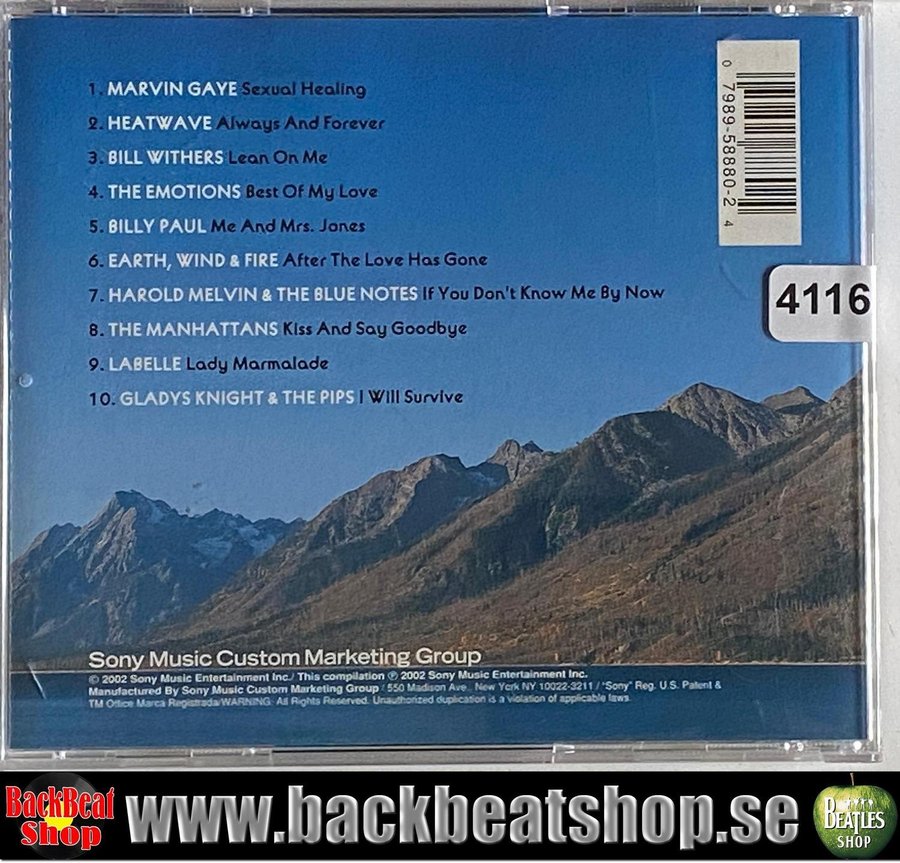 1. MARVIN GAYE Sexual Healing
2. HEATWAVE Always And Forever
3. BILL WITHERS Lean On Me
4. THE EMOTIONS Best Of My Love
5. BILLY PAUL Me And Mrs. Jones
6. EARTH, WIND & FIRE After The Love Has Gone
7. HAROLD MELVIN & THE BLUE NOTES If You Don't Know Me By Now
8. THE MANHATTANS Kiss And Say Goodbye
9. LABELLE Lady Marmalade
10. GLADYS KNIGHT & THE PIPS I Will Survive
0 7989-58880-2 4
4116
Sony Music Custom Marketing Group
© 2002 Sony Music Entertainment Inc./ This compilation ℗ 2002 Sony Music Entertainment Inc.
Manufactured By Sony Music Custom Marketing Group / 550 Madison Ave., New York NY 10022-3211 / "Sony" Reg. U.S. Patent &
TM Office Marca Registrada/WARNING: All Rights Reserved. Unauthorized duplication is a violation of applicable laws.
BackBeat
Shop
www.backbeatshop.se
BEATLES
SHOP